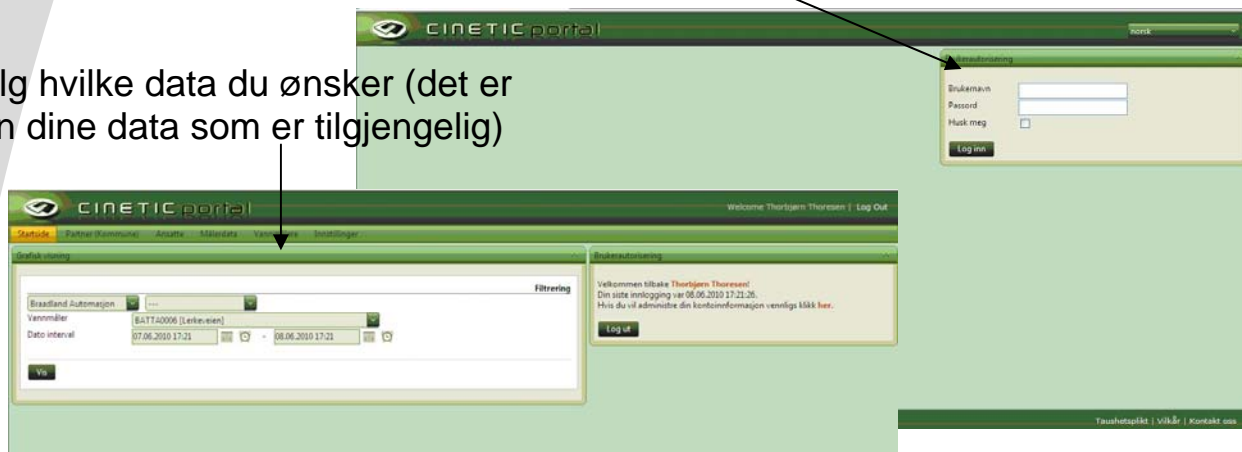 CINETIC portal
norsk
Brukerautorisering
Brukernavn
Passord
Husk meg
Log inn
lg hvilke data du ønsker (det er
n dine data som er tilgjengelig)
CINETIC portal
Welcome Thorbjørn Thoresen | Log Out
Startside Partner (Kommune) Ansatte Målerdata Innstillinger
Grafisk visning
Filtrering
Braadland Automasjon ---
Vannmåler BATTA0006 [Lerkeveien]
Dato interval 07.06.2010 17:21 - 08.06.2010 17:21
Vis
Brukerautorisering
Velkommen tilbake Thorbjørn Thoresen!
Din siste innlogging var 08.06.2010 17:21:26.
Hvis du vil administre din kontoinformasjon vennligs klikk her.
Log ut
Taushetsplikt | Vilkår | Kontakt oss